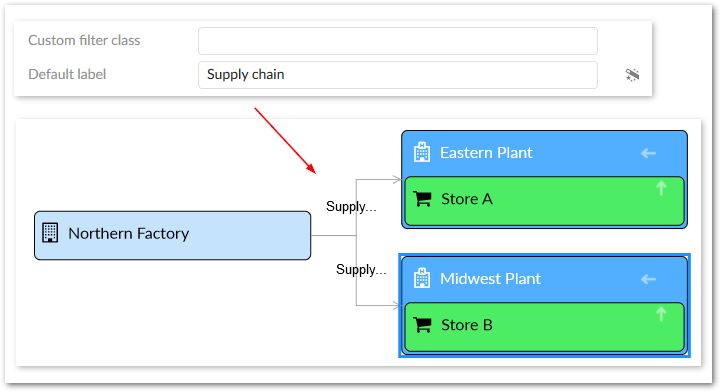 Custom filter class
Default label
Supply chain
Eastern Plant
Store A
Supply...
Northern Factory
Supply...
Midwest Plant
Store B